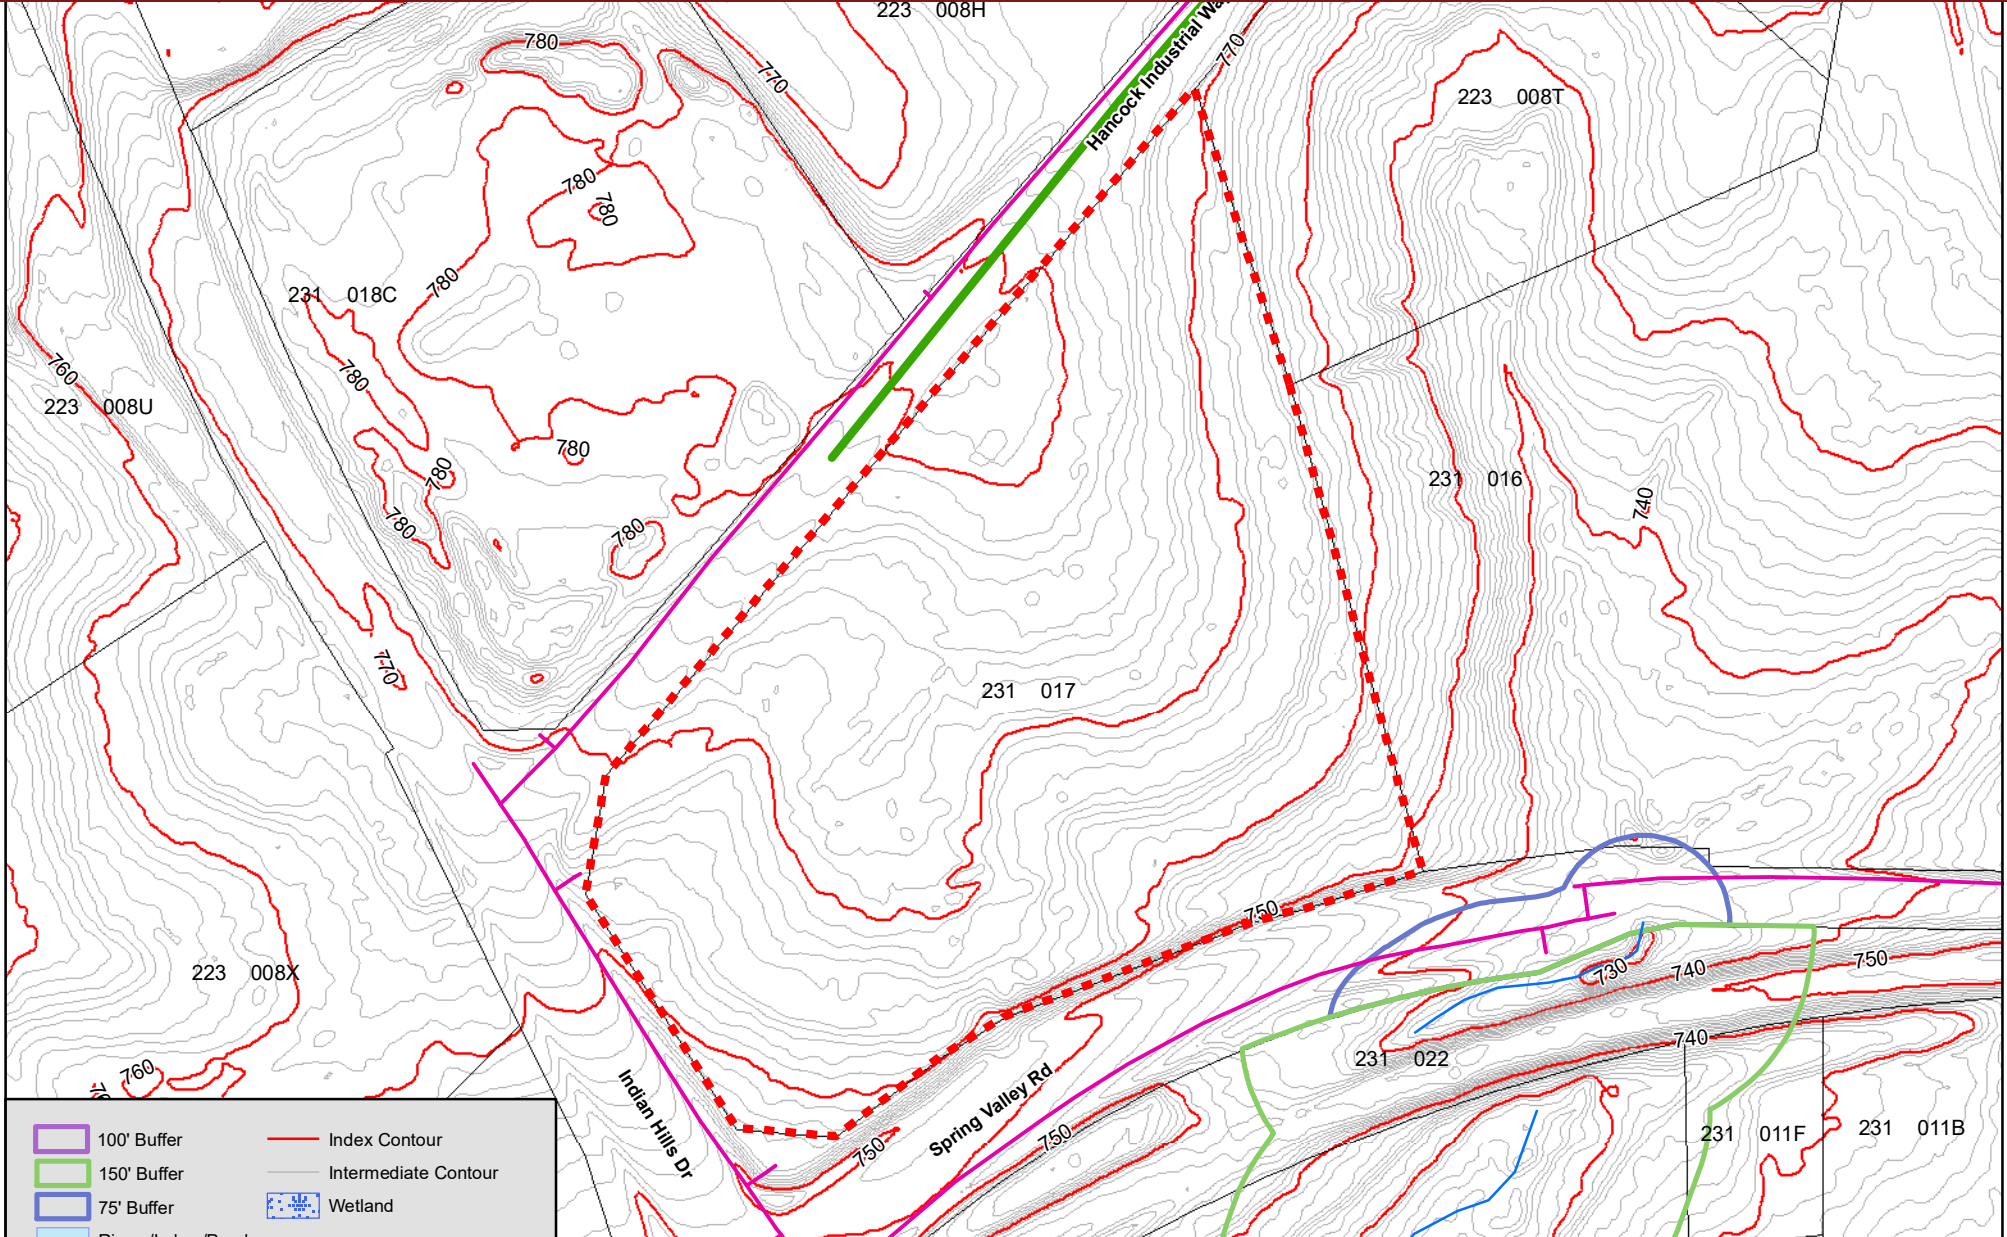 223 008H
780
770
770
Hancock Industrial
223 008T
780
780
780
231 018C
780
760
780
223 008U
780
780
231 016
740
780
780
770
231 017
750
223 008X
730
740
750
740
231 022
760
Indian Hills Dr
Spring Valley Rd
750
750
231 011F
231 011B
100' Buffer
Index Contour
150' Buffer
Intermediate Contour
75' Buffer
Wetland